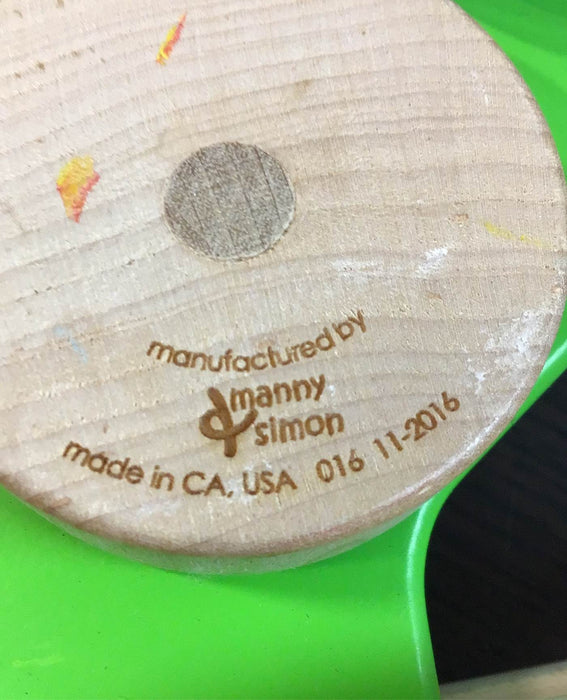 manufactured by
manny
& simon
made in CA, USA 016 11-2016